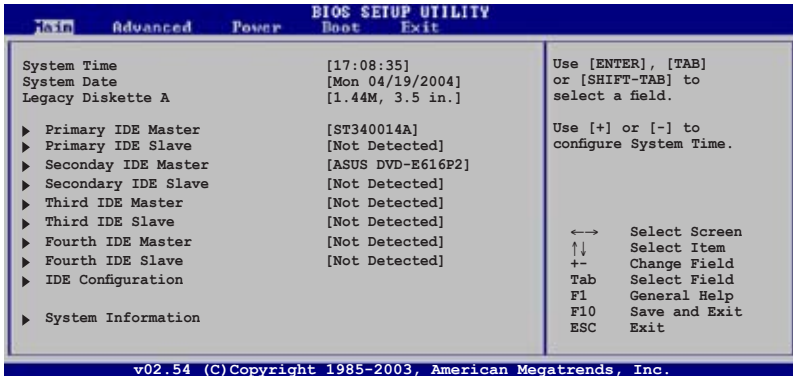 BIOS SETUP UTILITY
Main Advanced Power Boot Exit
System Time [17:08:35]
System Date [Mon 04/19/2004]
Legacy Diskette A [1.44M, 3.5 in.]
Primary IDE Master [ST340014A]
Primary IDE Slave [Not Detected]
Seconday IDE Master [ASUS DVD-E616P2]
Secondary IDE Slave [Not Detected]
Third IDE Master [Not Detected]
Third IDE Slave [Not Detected]
Fourth IDE Master [Not Detected]
Fourth IDE Slave [Not Detected]
IDE Configuration
System Information
Use [ENTER], [TAB]
or [SHIFT-TAB] to
select a field.
Use [+] or [-] to
configure System Time.
←→ Select Screen
↑↓ Select Item
+- Change Field
Tab Select Field
F1 General Help
F10 Save and Exit
ESC Exit
v02.54 (C)Copyright 1985-2003, American Megatrends, Inc.